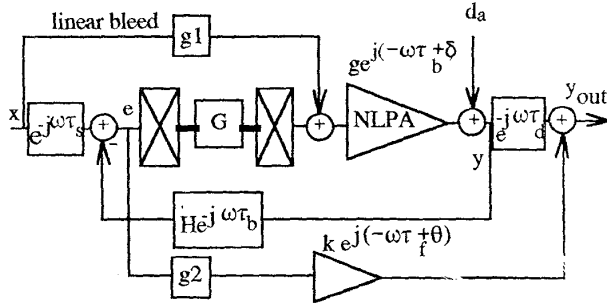 linear bleed
g1
ge^j(-ωτ_b+δ
d_a
x
e^-jωτ_s
+
-
e
G
+
NLPA
+
y
e^-jωτ_d
+
y_out
He^-jωτ_b
k e^j(-ωτ_f+θ)
g2